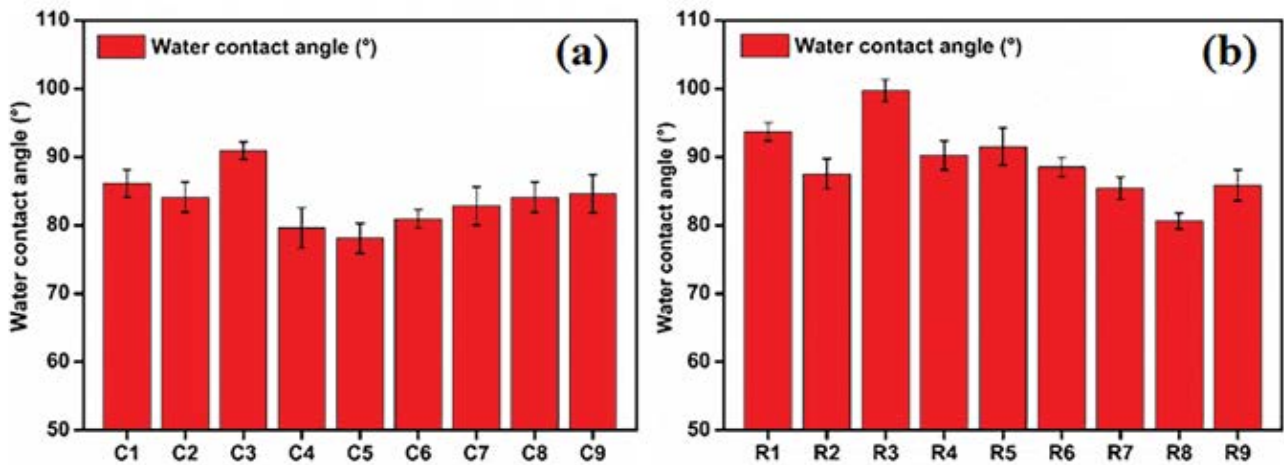 110
100
90
80
70
60
50
Water contact angle (°)
Water contact angle (°)
(a)
C1 C2 C3 C4 C5 C6 C7 C8 C9
110
100
90
80
70
60
50
Water contact angle (°)
Water contact angle (°)
(b)
R1 R2 R3 R4 R5 R6 R7 R8 R9